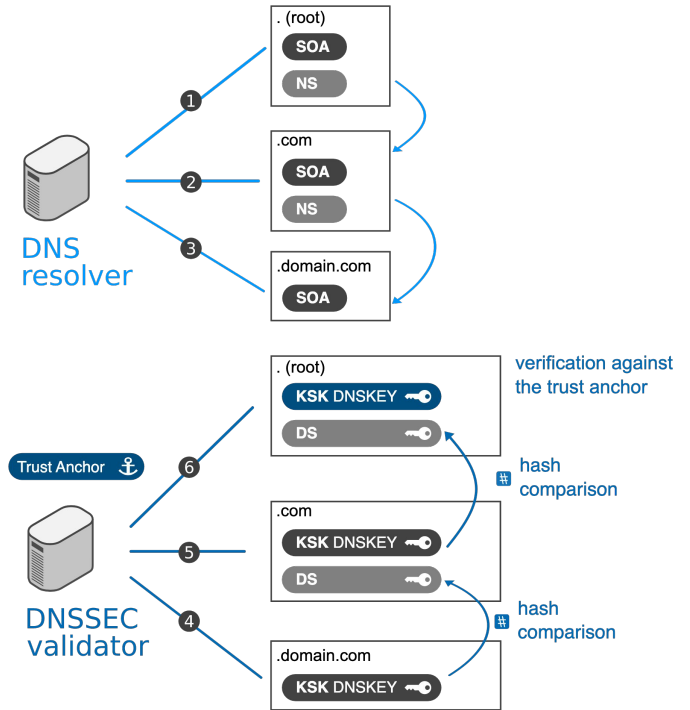 . (root)
SOA
NS
1
.com
SOA
NS
2
DNS
resolver
3
.domain.com
SOA
. (root)
KSK DNSKEY
DS
verification against
the trust anchor
Trust Anchor
6
# hash
comparison
.com
KSK DNSKEY
DS
5
DNSSEC
validator
4
# hash
comparison
.domain.com
KSK DNSKEY